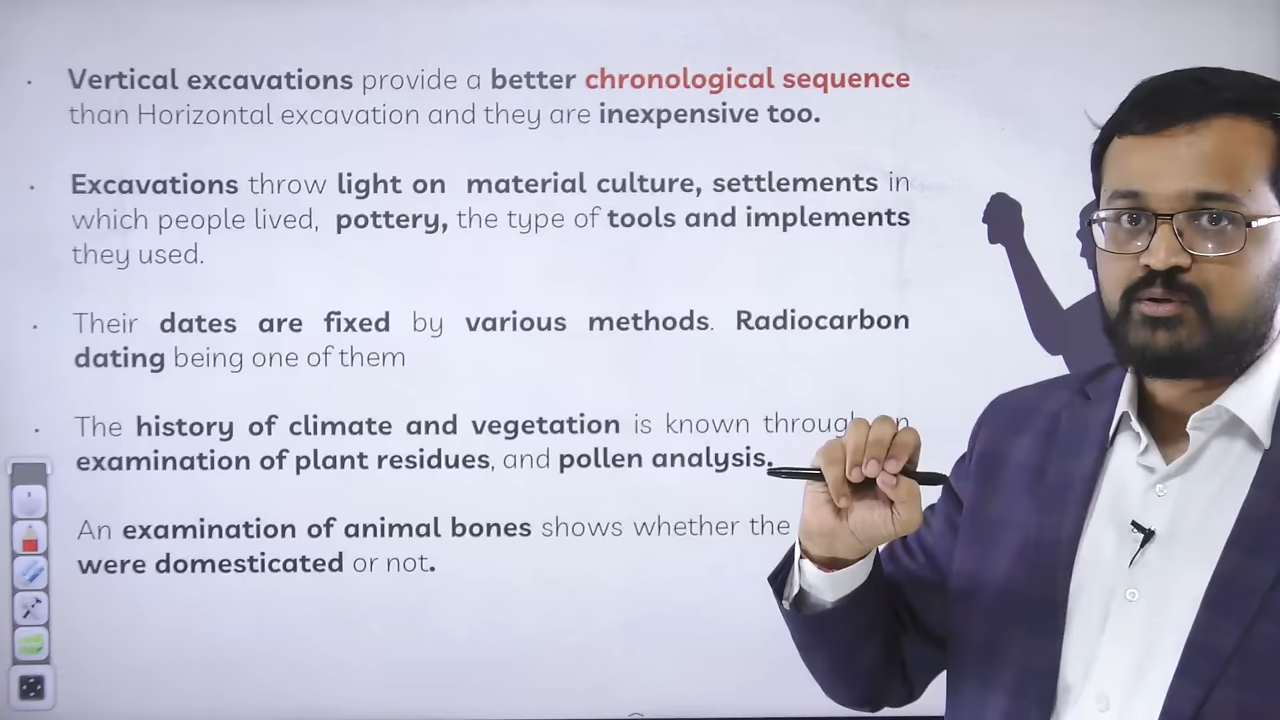 Vertical excavations provide a better chronological sequence
than Horizontal excavation and they are inexpensive too.
Excavations throw light on material culture, settlements in
which people lived, pottery, the type of tools and implements
they used.
Their dates are fixed by various methods. Radiocarbon
dating being one of them
The history of climate and vegetation is known through
examination of plant residues, and pollen analysis.
An examination of animal bones shows whether the
were domesticated or not.